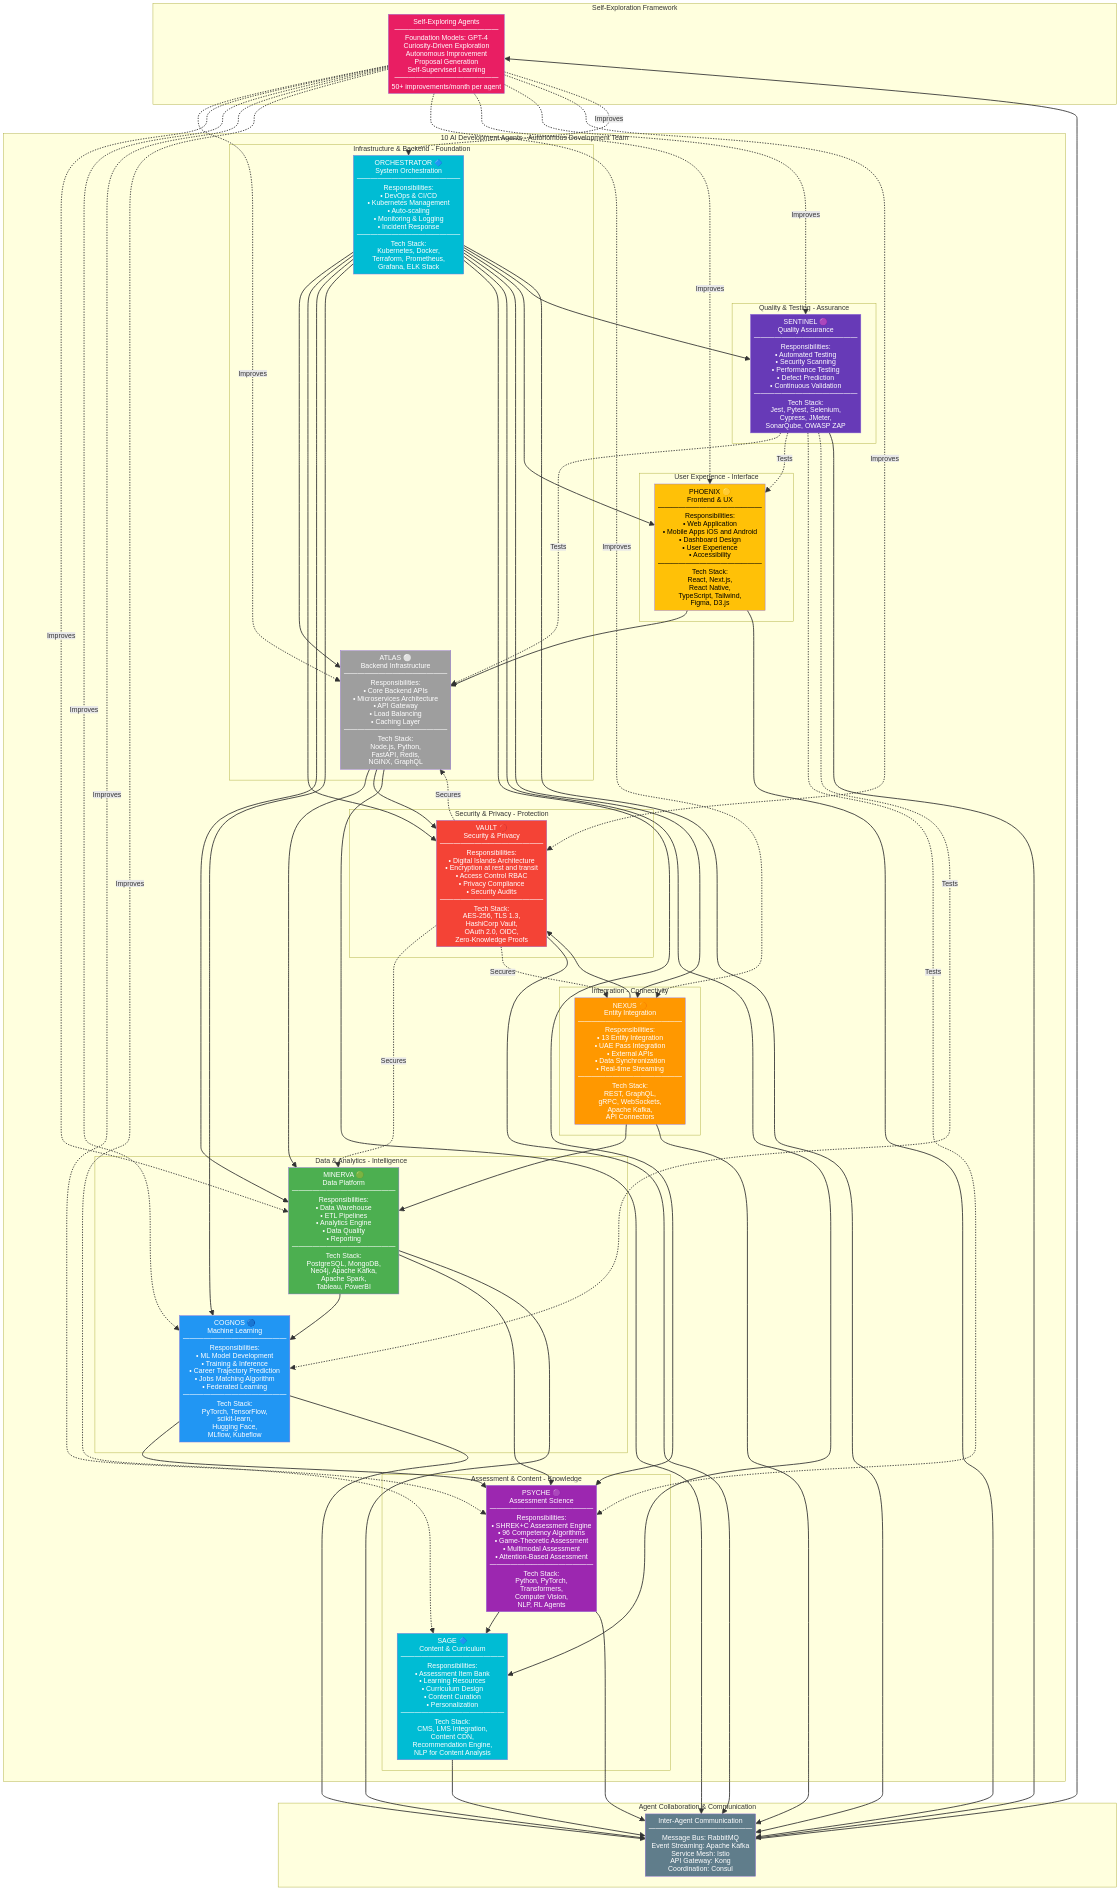 Self-Exploration Framework
Self-Exploring Agents
Foundation Models: GPT-4
Curiosity-Driven Exploration
Autonomous Improvement
Proposal Generation
Self-Supervised Learning
50+ improvements/month per agent
Improves
10 AI Development Agents - Autonomous Development Team
Infrastructure & Backend - Foundation
ORCHESTRATOR
System Orchestration
Responsibilities:
• DevOps & CI/CD
• Kubernetes Management
• Auto-scaling
• Monitoring & Logging
• Incident Response
Tech Stack:
Kubernetes, Docker,
Terraform, Prometheus,
Grafana, ELK Stack
Improves
Improves
Quality & Testing - Assurance
SENTINEL
Quality Assurance
Responsibilities:
• Automated Testing
• Security Scanning
• Performance Testing
• Defect Prediction
• Continuous Validation
Tech Stack:
Jest, Pytest, Selenium,
Cypress, JMeter,
SonarQube, OWASP ZAP
Improves
Tests
Improves
User Experience - Interface
PHOENIX
Frontend & UX
Responsibilities:
• Web Application
• Mobile Apps iOS and Android
• Dashboard Design
• User Experience
• Accessibility
Tech Stack:
React, Next.js,
React Native,
TypeScript, Tailwind,
Figma, D3.js
Tests
Improves
Improves
ATLAS
Backend Infrastructure
Responsibilities:
• Core Backend APIs
• Microservices Architecture
• API Gateway
• Load Balancing
• Caching Layer
Tech Stack:
Node.js, Python,
FastAPI, Redis,
NGINX, GraphQL
Improves
Improves
Secures
Security & Privacy - Protection
VAULT
Security & Privacy
Responsibilities:
• Digital Islands Architecture
• Encryption at rest and transit
• Access Control RBAC
• Privacy Compliance
• Security Audits
Tech Stack:
AES-256, TLS 1.3,
HashiCorp Vault,
OAuth 2.0, OIDC,
Zero-Knowledge Proofs
Improves
Tests
Secures
Tests
Integration - Connectivity
NEXUS
Entity Integration
Responsibilities:
• 13 Entity Integration
• UAE Pass Integration
• External APIs
• Data Synchronization
• Real-time Streaming
Tech Stack:
REST, GraphQL,
gRPC, WebSockets,
Apache Kafka,
API Connectors
Secures
Data & Analytics - Intelligence
MINERVA
Data Platform
Responsibilities:
• Data Warehouse
• ETL Pipelines
• Analytics Engine
• Data Quality
• Reporting
Tech Stack:
PostgreSQL, MongoDB,
Neo4j, Apache Kafka,
Apache Spark,
Tableau, PowerBI
COGNOS
Machine Learning
Responsibilities:
• ML Model Development
• Training & Inference
• Career Trajectory Prediction
• Jobs Matching Algorithm
• Federated Learning
Tech Stack:
PyTorch, TensorFlow,
scikit-learn,
Hugging Face,
MLflow, Kubeflow
Assessment & Content - Knowledge
PSYCHE
Assessment Science
Responsibilities:
• SHREK+C Assessment Engine
• 96 Competency Algorithms
• Game-Theoretic Assessment
• Multimodal Assessment
• Attention-Based Assessment
Tech Stack:
Python, PyTorch,
Transformers,
Computer Vision,
NLP, RL Agents
SAGE
Content & Curriculum
Responsibilities:
• Assessment Item Bank
• Learning Resources
• Curriculum Design
• Content Curation
• Personalization
Tech Stack:
CMS, LMS Integration,
Content CDN,
Recommendation Engine,
NLP for Content Analysis
Agent Collaboration & Communication
Inter-Agent Communication
Message Bus: RabbitMQ
Event Streaming: Apache Kafka
Service Mesh: Istio
API Gateway: Kong
Coordination: Consul